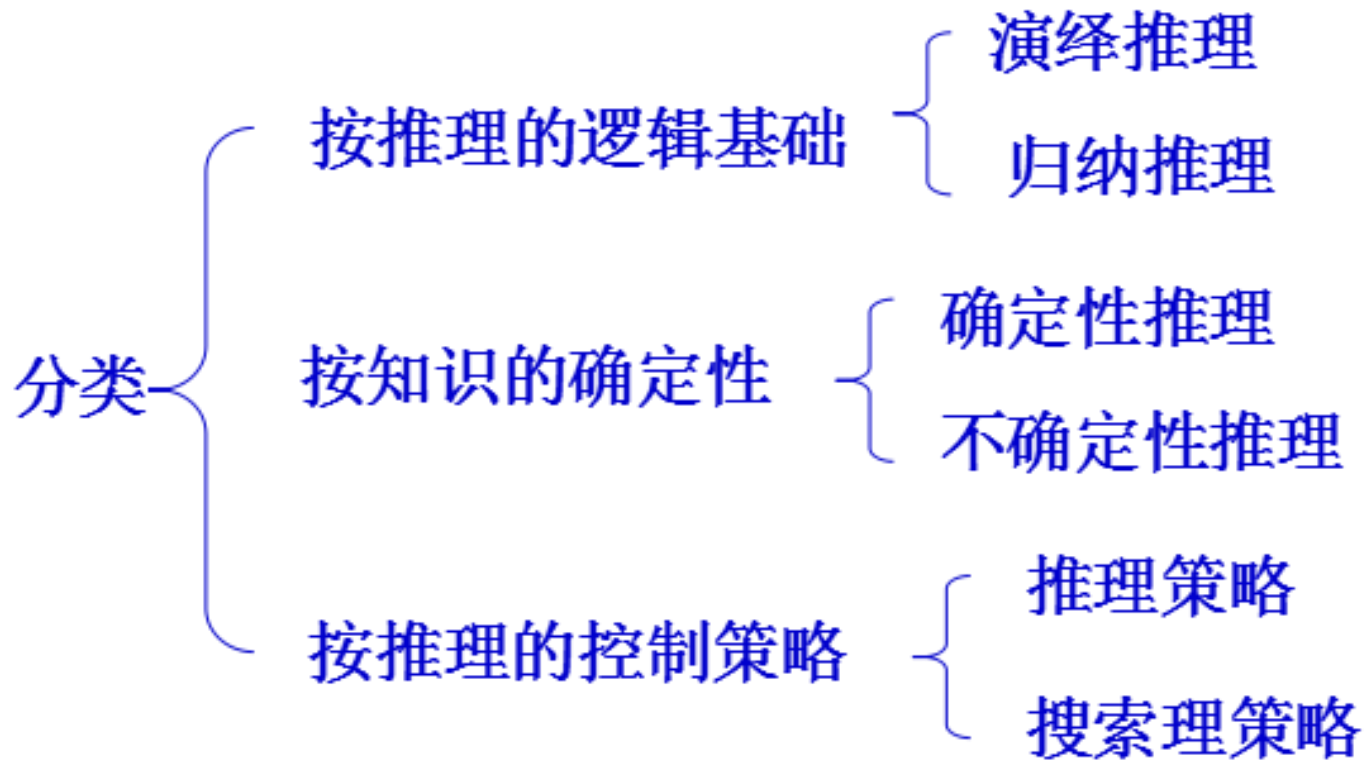 分类
按推理的逻辑基础
演绎推理
归纳推理
按知识的确定性
确定性推理
不确定性推理
按推理的控制策略
推理策略
搜索理策略